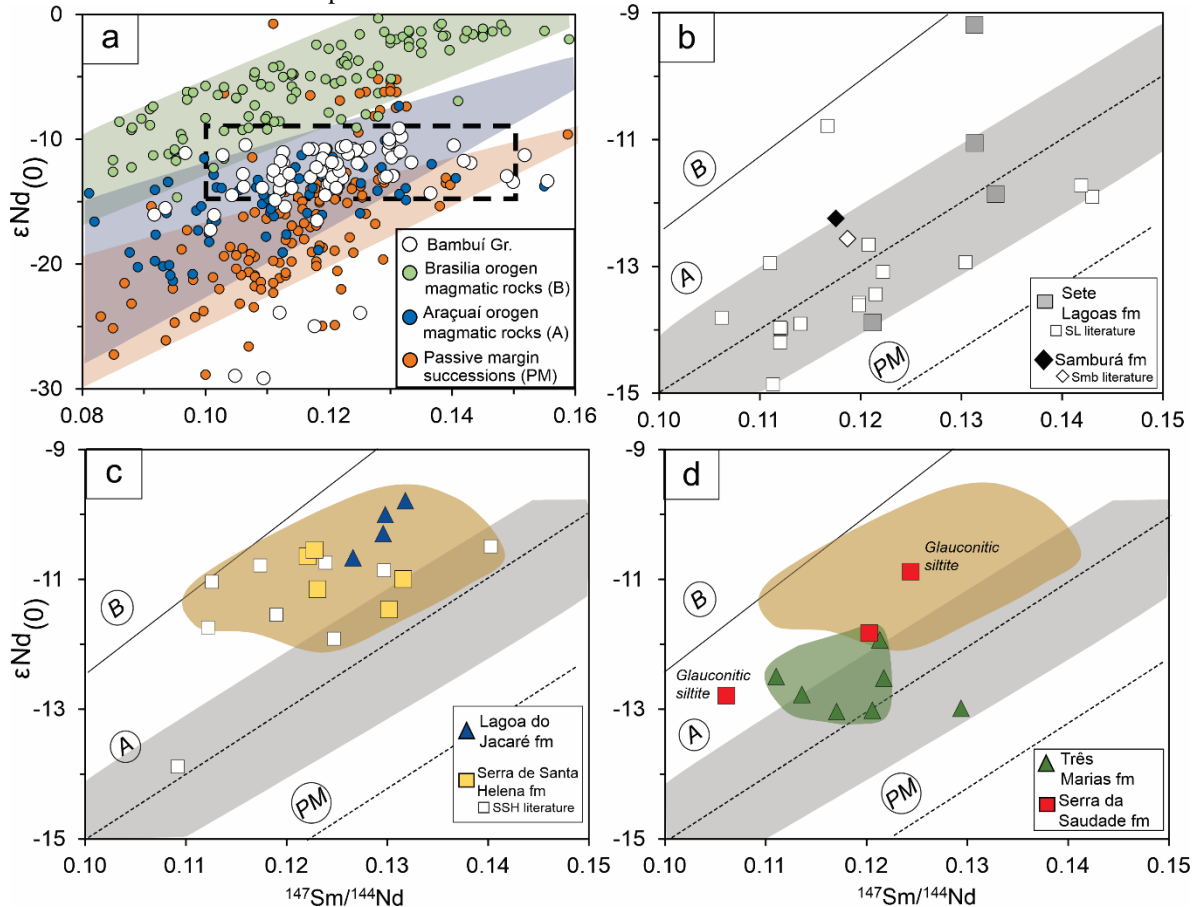 a
εNd(0)
0
-10
-20
-30
0.08
0.10
0.12
0.14
0.16
Bambuí Gr.
Brasilia orogen
magmatic rocks (B)
Araçuaí orogen
magmatic rocks (A)
Passive margin
successions (PM)
b
-9
-11
-13
-15
0.10
0.11
0.12
0.13
0.14
0.15
B
A
PM
Sete
Lagoas fm
SL literature
Samburá fm
Smb literature
c
εNd(0)
-9
-11
-13
-15
0.10
0.11
0.12
0.13
0.14
0.15
147Sm/144Nd
B
A
PM
Lagoa do
Jacaré fm
Serra de Santa
Helena fm
SSH literature
d
-9
-11
-13
-15
0.10
0.11
0.12
0.13
0.14
0.15
147Sm/144Nd
Glauconitic
siltite
B
Glauconitic
siltite
A
PM
Três
Marias fm
Serra da
Saudade fm